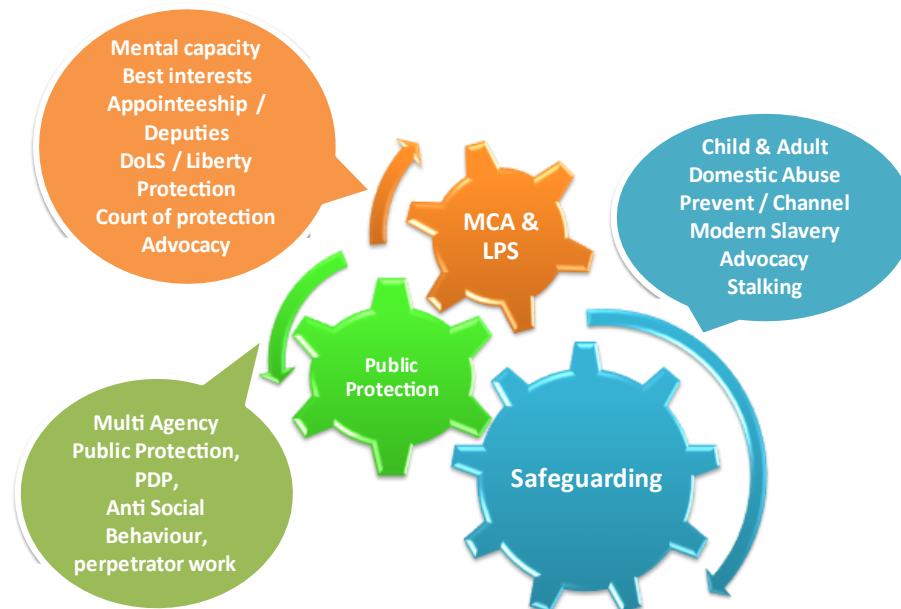 Mental capacity
Best interests
Appointeeship /
Deputies
DoLS / Liberty
Protection
Court of protection
Advocacy
MCA &
LPS
Child & Adult
Domestic Abuse
Prevent / Channel
Modern Slavery
Advocacy
Stalking
Public
Protection
Multi Agency
Public Protection,
PDP,
Anti Social
Behaviour,
perpetrator work
Safeguarding